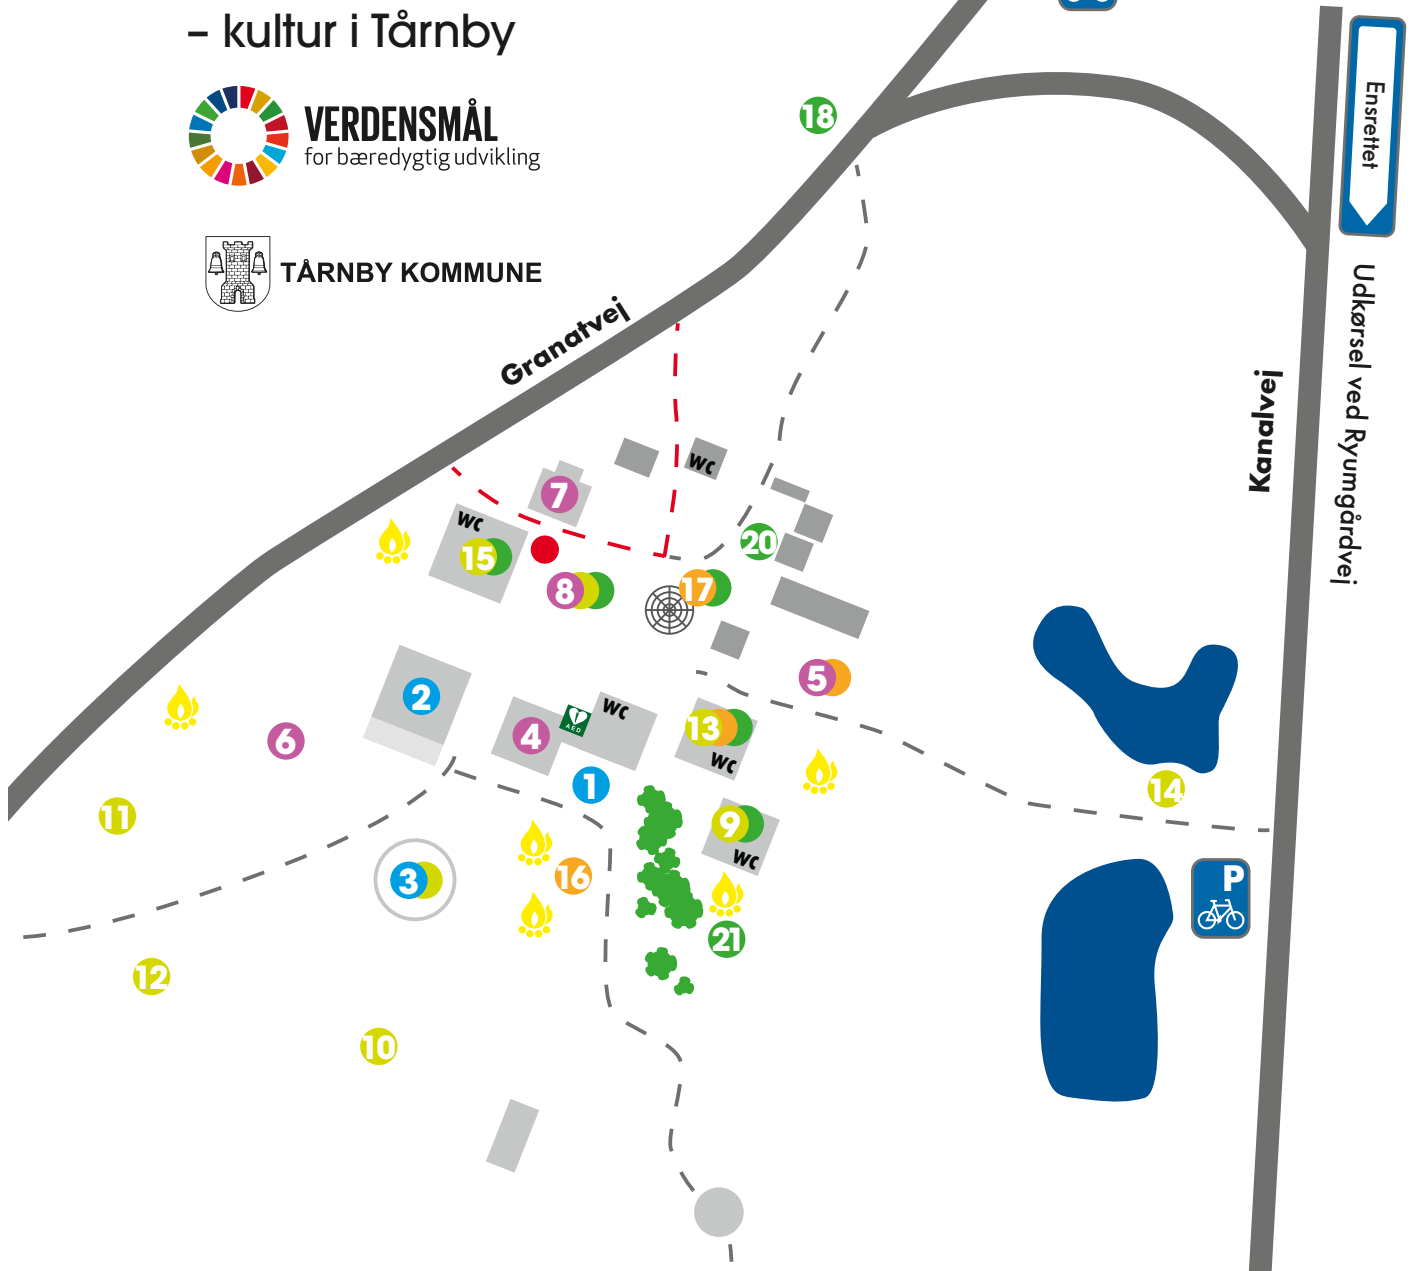 – kultur i Tårnby
VERDENSMÅL
for bæredygtig udvikling
TÅRNBY KOMMUNE
Ensrettet
18
Granatvej
Udkørsel ved Ryumgårdvej
Kanalvej
WC
7
WC
15
20
8
17
5
2
6
4
AED
WC
13
WC
1
14
11
9
WC
3
16
P
21
12
10